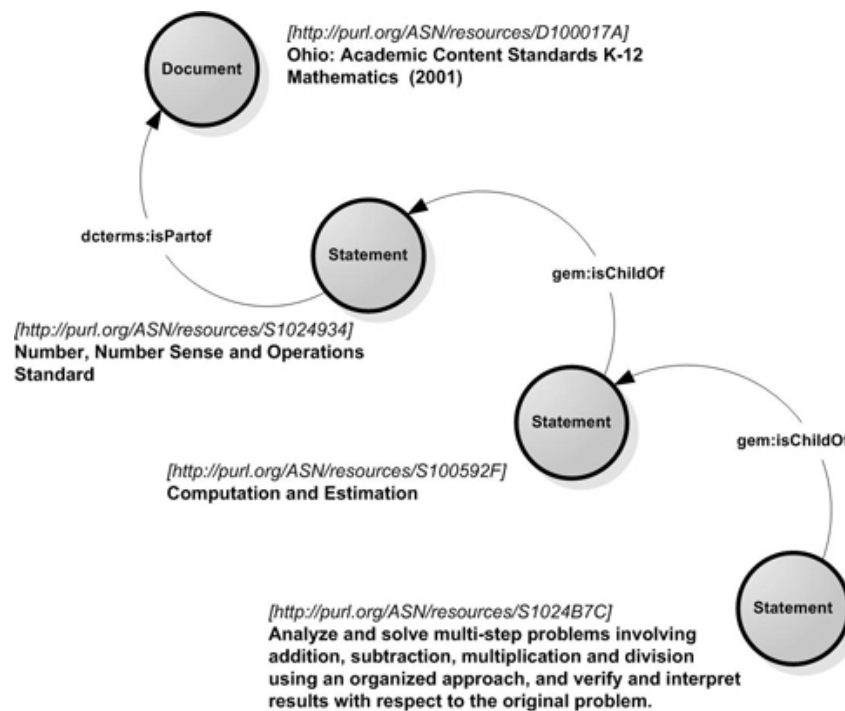 [http://purl.org/ASN/resources/D100017A]
Ohio: Academic Content Standards K-12
Mathematics (2001)
Document
dcterms:isPartof
Statement
gem:isChildOf
[http://purl.org/ASN/resources/S1024934]
Number, Number Sense and Operations
Standard
Statement
gem:isChildOf
[http://purl.org/ASN/resources/S100592F]
Computation and Estimation
Statement
[http://purl.org/ASN/resources/S1024B7C]
Analyze and solve multi-step problems involving
addition, subtraction, multiplication and division
using an organized approach, and verify and interpret
results with respect to the original problem.